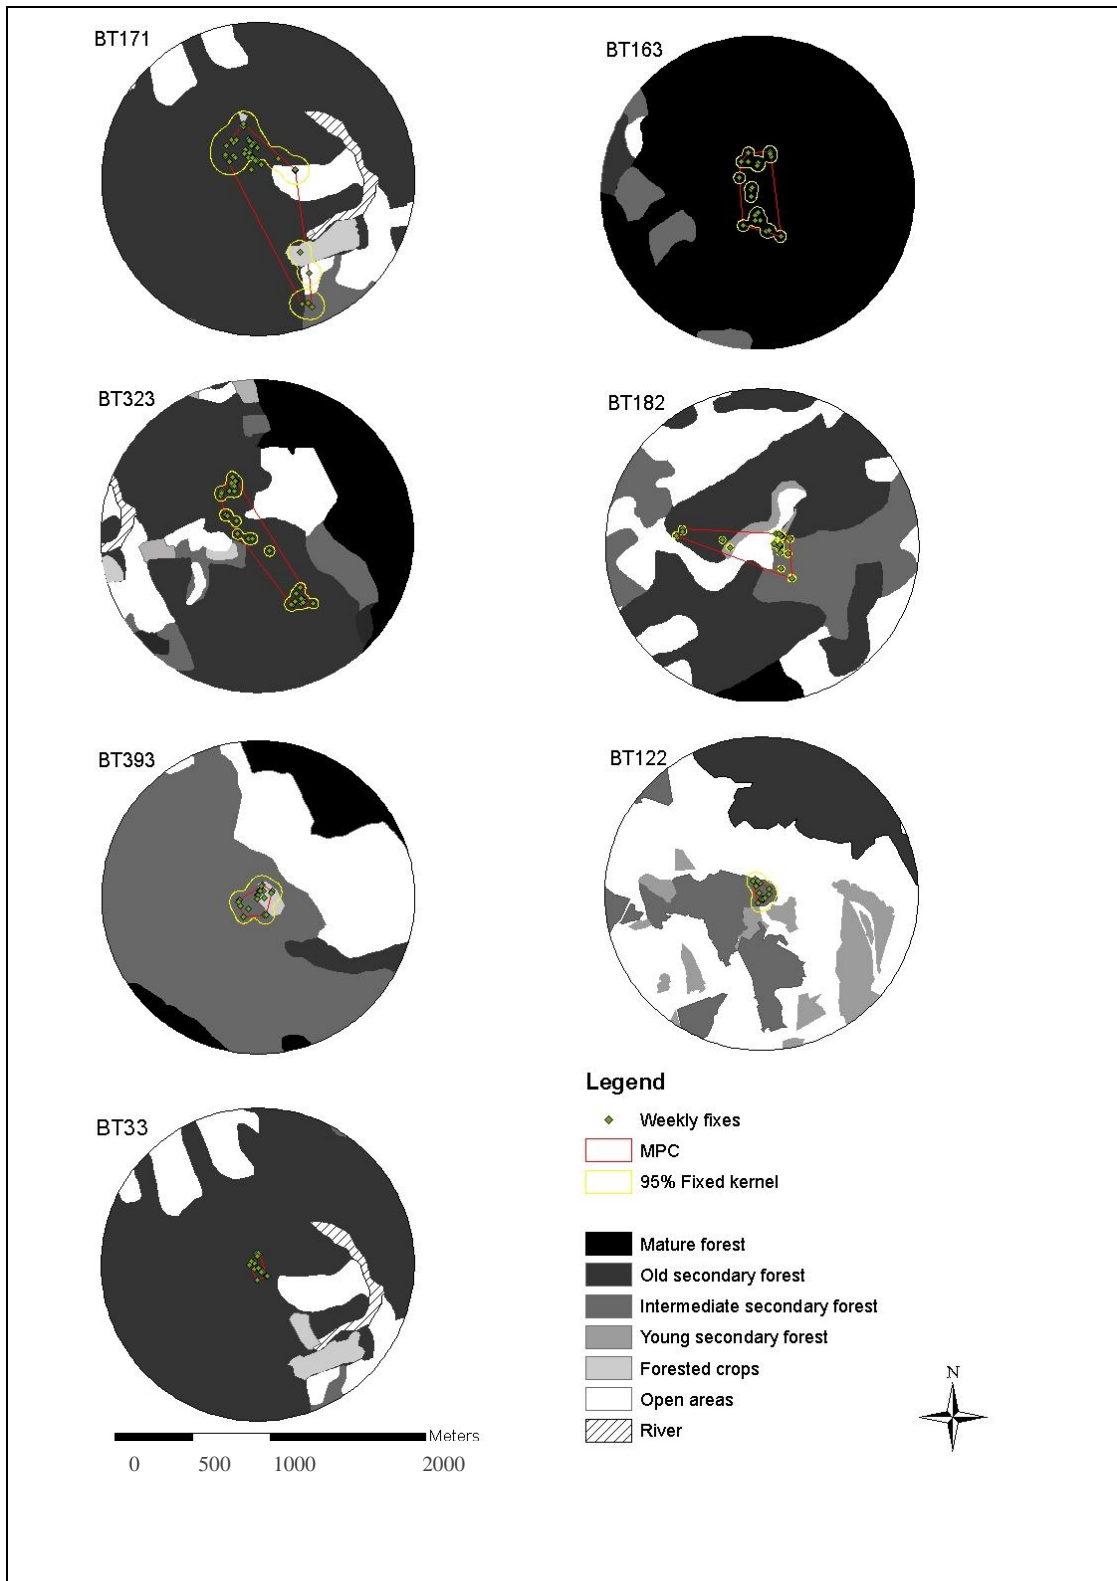 BT171
BT163
BT323
BT182
BT393
BT122
BT33
Legend
Weekly fixes
MPC
95% Fixed kernel
Mature forest
Old secondary forest
Intermediate secondary forest
Young secondary forest
Forested crops
Open areas
River
N
Meters
0 500 1000 2000